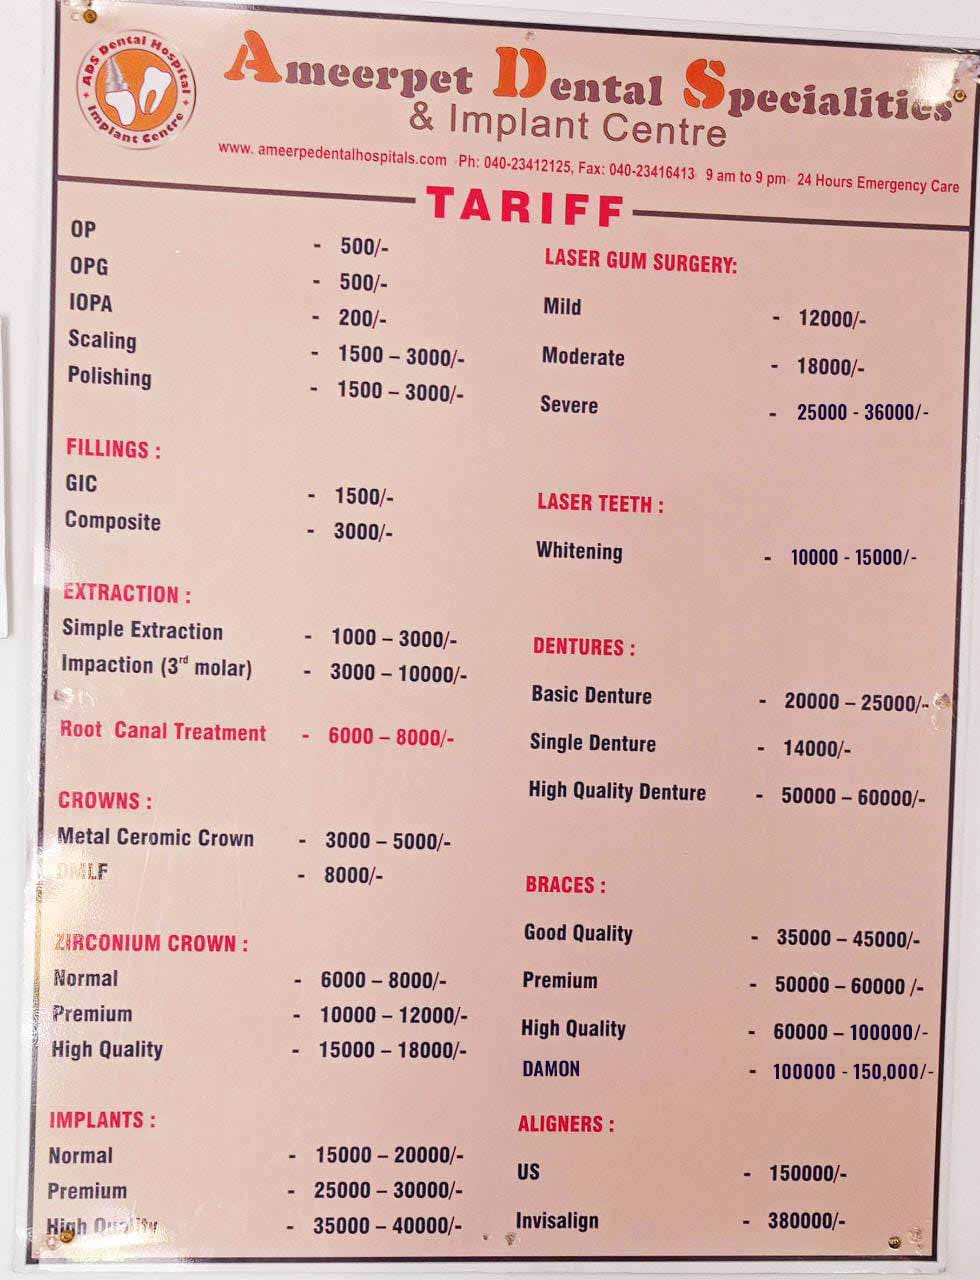 ADS Dental Hospital
Implant Centre
Ameerpet Dental Specialities
& Implant Centre
www. ameerpedentalhospitals.com Ph: 040-23412125, Fax: 040-23416413 9 am to 9 pm 24 Hours Emergency Care
TARIFF
OP - 500/-
OPG - 500/-
IOPA - 200/-
Scaling - 1500 – 3000/-
Polishing - 1500 – 3000/-
FILLINGS :
GIC - 1500/-
Composite - 3000/-
EXTRACTION :
Simple Extraction - 1000 – 3000/-
Impaction (3rd molar) - 3000 – 10000/-
Root Canal Treatment - 6000 – 8000/-
CROWNS :
Metal Ceromic Crown - 3000 – 5000/-
DMLF - 8000/-
ZIRCONIUM CROWN :
Normal - 6000 – 8000/-
Premium - 10000 – 12000/-
High Quality - 15000 – 18000/-
IMPLANTS :
Normal - 15000 – 20000/-
Premium - 25000 – 30000/-
High Quality - 35000 – 40000/-
LASER GUM SURGERY:
Mild - 12000/-
Moderate - 18000/-
Severe - 25000 - 36000/-
LASER TEETH :
Whitening - 10000 - 15000/-
DENTURES :
Basic Denture - 20000 – 25000/-
Single Denture - 14000/-
High Quality Denture - 50000 – 60000/-
BRACES :
Good Quality - 35000 – 45000/-
Premium - 50000 – 60000 /-
High Quality - 60000 – 100000/-
DAMON - 100000 - 150,000/-
ALIGNERS :
US - 150000/-
Invisalign - 380000/-